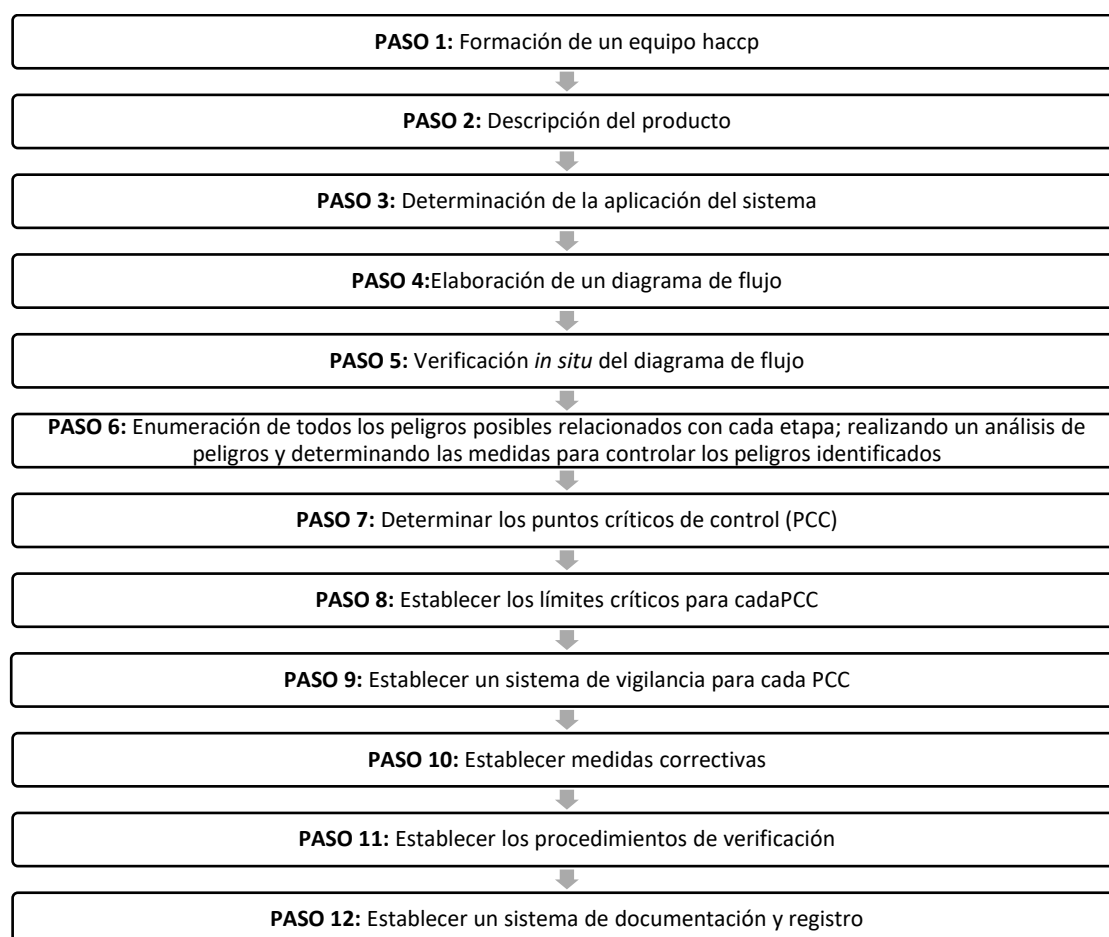 PASO 1: Formación de un equipo haccp
PASO 2: Descripción del producto
PASO 3: Determinación de la aplicación del sistema
PASO 4:Elaboración de un diagrama de flujo
PASO 5: Verificación in situ del diagrama de flujo
PASO 6: Enumeración de todos los peligros posibles relacionados con cada etapa; realizando un análisis de
peligros y determinando las medidas para controlar los peligros identificados
PASO 7: Determinar los puntos críticos de control (PCC)
PASO 8: Establecer los límites críticos para cadaPCC
PASO 9: Establecer un sistema de vigilancia para cada PCC
PASO 10: Establecer medidas correctivas
PASO 11: Establecer los procedimientos de verificación
PASO 12: Establecer un sistema de documentación y registro